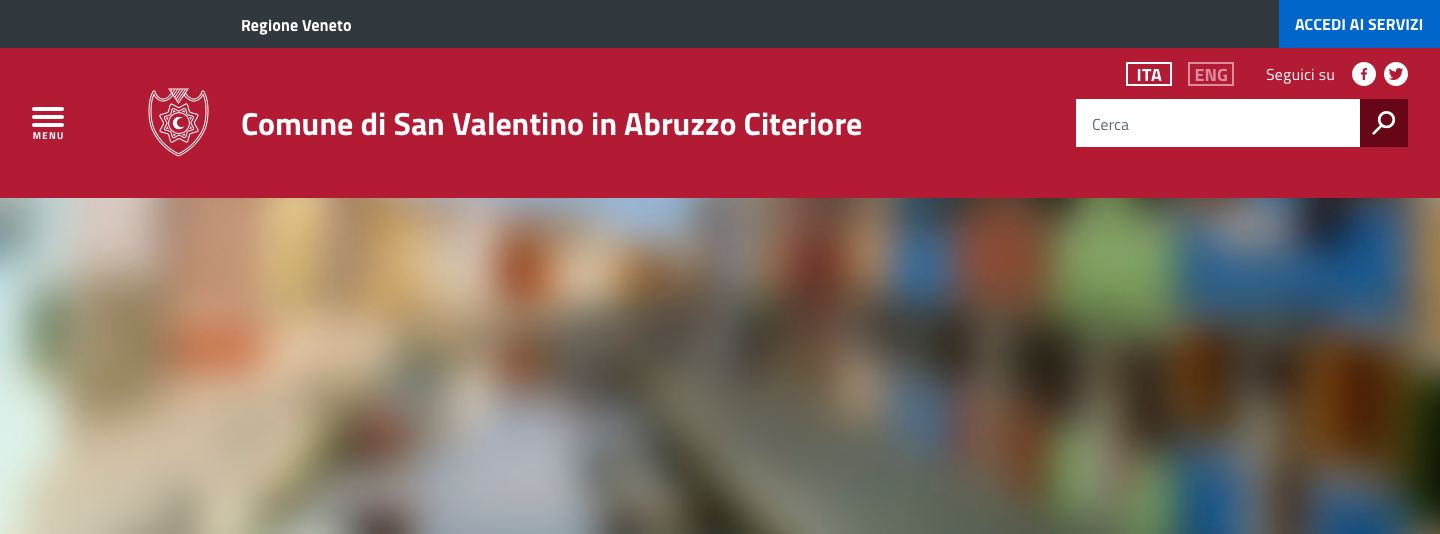 Regione Veneto
ACCEDI AI SERVIZI
ITA ENG Seguici su
MENU
Comune di San Valentino in Abruzzo Citeriore
Cerca